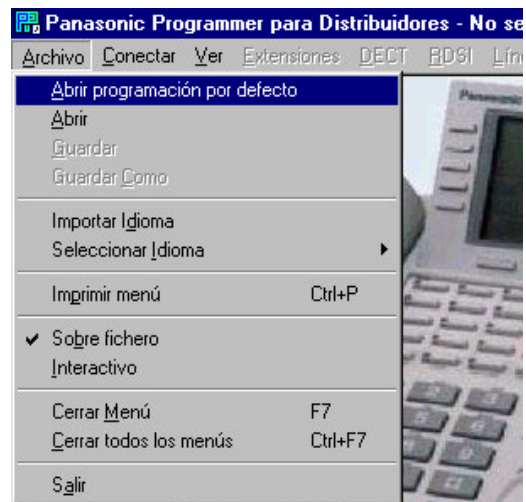 Panasonic Programmer para Distribuidores - No se
Archivo Conectar Ver Extensiones DECT RDSI Lín
Abrir programación por defecto
Panasonic
Abrir
Guardar
Guardar Como
Importar Idioma
Seleccionar Idioma
Imprimir menú Ctrl+P
Sobre fichero
Interactivo
Cerrar Menú F7
Cerrar todos los menús Ctrl+F7
Salir